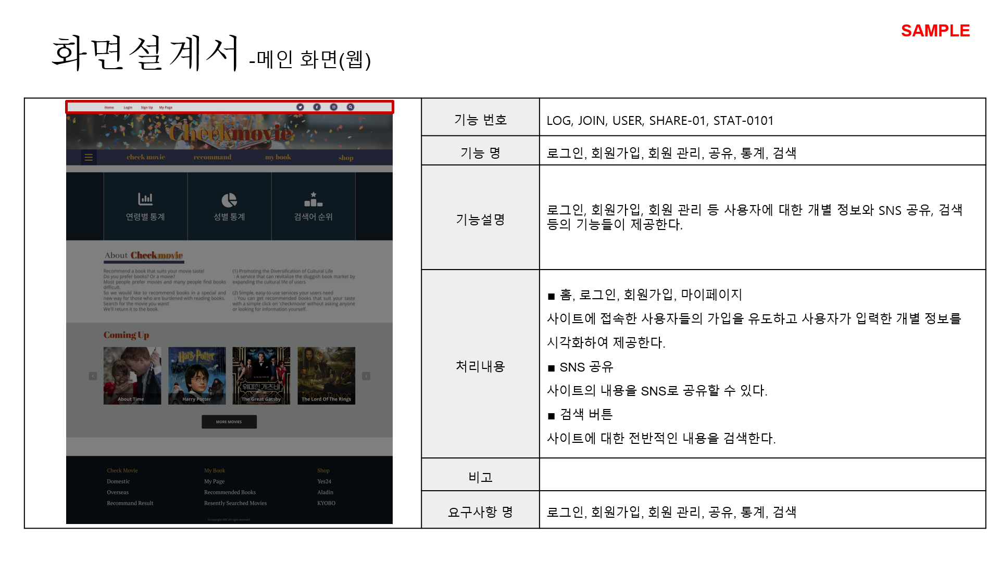 SAMPLE
화면설계서 -메인 화면(웹)
Home Login Sign Up My Page
Checkmovie
check movie recommand my book shop
연령별 통계 성별 통계 검색어 순위
About Checkmovie
Recommend a book that suits your movie taste!
Do you prefer books? Or a movie?
Most people prefer movies and many people find books
difficult.
So we would like to recommend books in a special and
new way for those who are burdened with reading books.
Search for the movie you want!
We'll return it to the book.
(1) Promoting the Diversification of Cultural Life
: A service that can revitalize the sluggish book market by
expanding the cultural life of users
(2) Simple, easy-to-use services your users need
: You can get recommended books that suit your taste
with a simple click on 'checkmovie' without asking anyone
or looking for information yourself.
Coming Up
About Time
Harry Potter
Harry Potter
위대한 개츠비
The Great Gatsby
LORD OF THE RINGS
The Lord Of The Rings
MORE MOVIES
Check Movie
Domestic
Overseas
Recommand Result
My Book
My Page
Recommended Books
Resently Searched Movies
Shop
Yes24
Aladin
KYOBO
©copyright ABC All right reserved
기능 번호
LOG, JOIN, USER, SHARE-01, STAT-0101
기능 명
로그인, 회원가입, 회원 관리, 공유, 통계, 검색
기능설명
로그인, 회원가입, 회원 관리 등 사용자에 대한 개별 정보와 SNS 공유, 검색
등의 기능들이 제공한다.
처리내용
■ 홈, 로그인, 회원가입, 마이페이지
사이트에 접속한 사용자들의 가입을 유도하고 사용자가 입력한 개별 정보를
시각화하여 제공한다.
■ SNS 공유
사이트의 내용을 SNS로 공유할 수 있다.
■ 검색 버튼
사이트에 대한 전반적인 내용을 검색한다.
비고
요구사항 명
로그인, 회원가입, 회원 관리, 공유, 통계, 검색